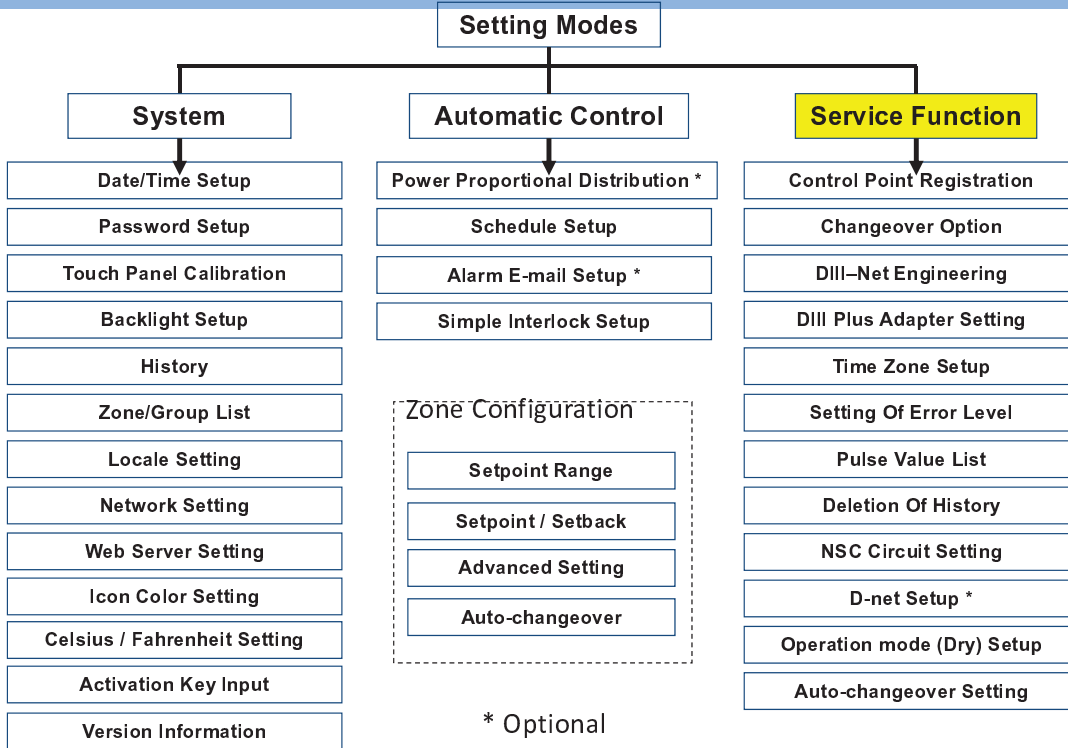 Setting Modes
System
Date/Time Setup
Password Setup
Touch Panel Calibration
Backlight Setup
History
Zone/Group List
Locale Setting
Network Setting
Web Server Setting
Icon Color Setting
Celsius / Fahrenheit Setting
Activation Key Input
Version Information
Automatic Control
Power Proportional Distribution *
Schedule Setup
Alarm E-mail Setup *
Simple Interlock Setup
Zone Configuration
Setpoint Range
Setpoint / Setback
Advanced Setting
Auto-changeover
* Optional
Service Function
Control Point Registration
Changeover Option
DIII–Net Engineering
DIII Plus Adapter Setting
Time Zone Setup
Setting Of Error Level
Pulse Value List
Deletion Of History
NSC Circuit Setting
D-net Setup *
Operation mode (Dry) Setup
Auto-changeover Setting